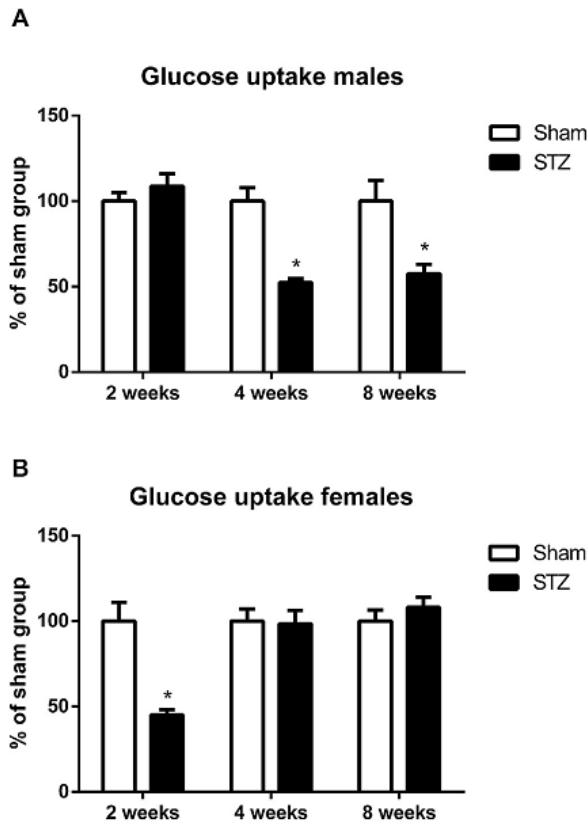 A
Glucose uptake males
150
100
50
0
% of sham group
Sham
STZ
*
*
2 weeks
4 weeks
8 weeks
B
Glucose uptake females
150
100
50
0
% of sham group
Sham
STZ
*
2 weeks
4 weeks
8 weeks